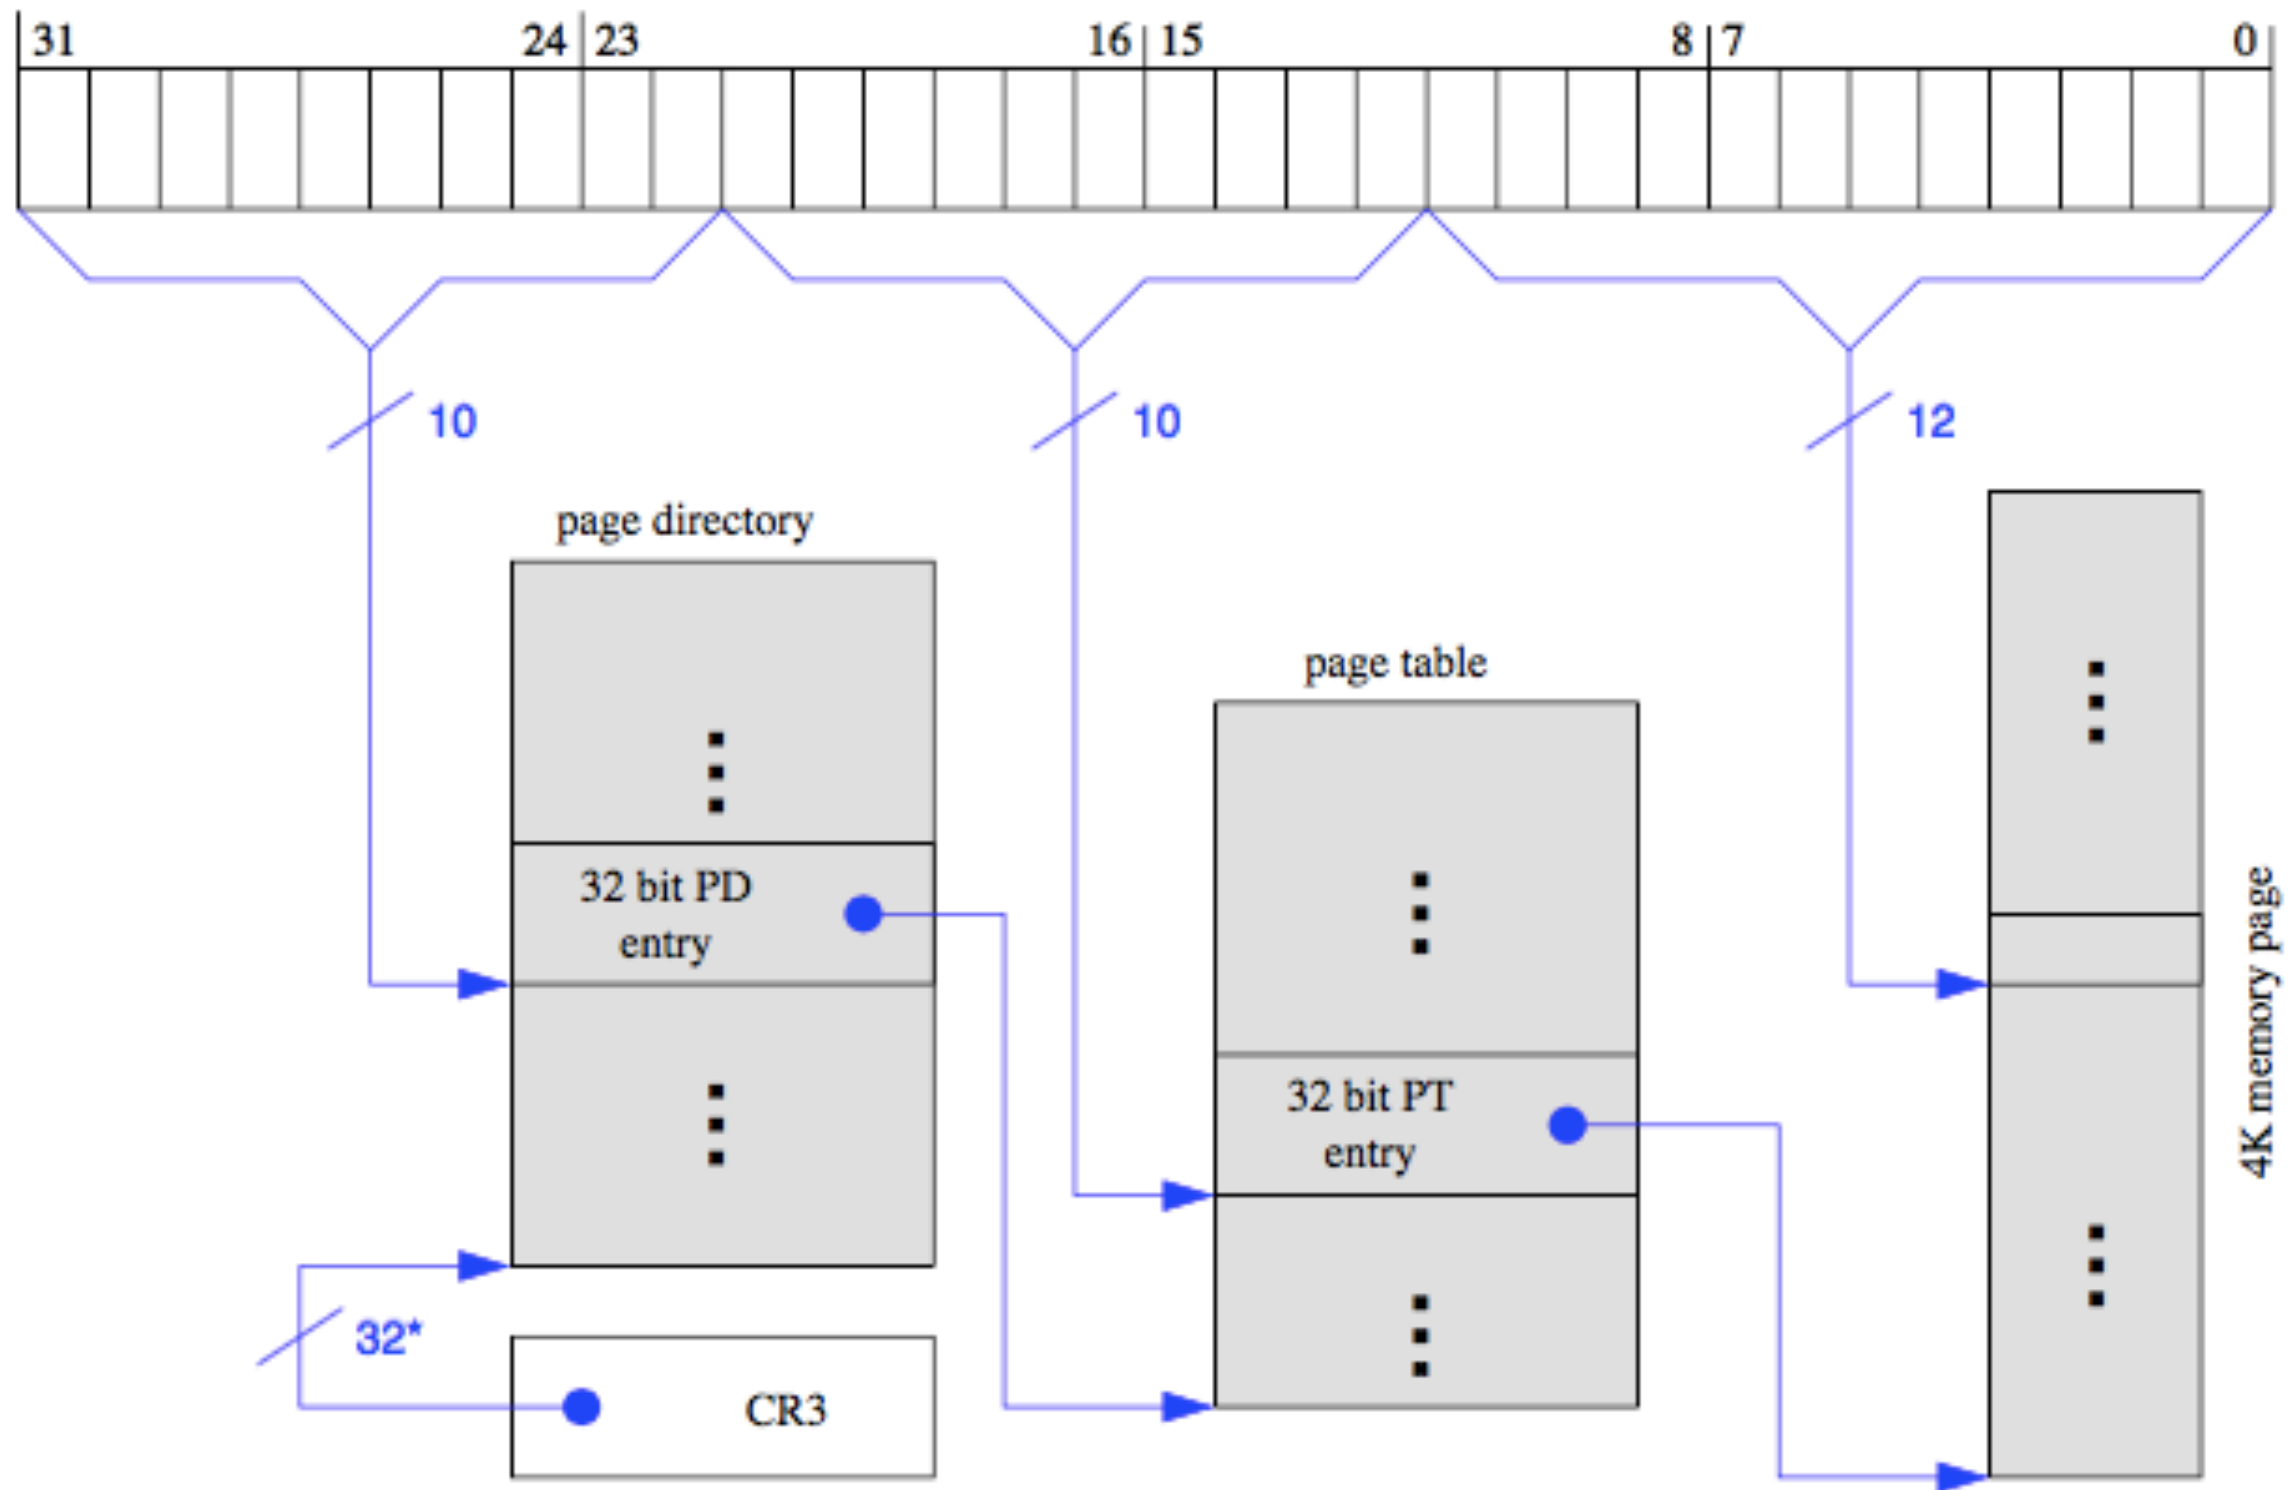 31 24 23 16 15 8 7 0
10 10 12
page directory
page table
32 bit PD
entry
32 bit PT
entry
4K memory page
32*
CR3